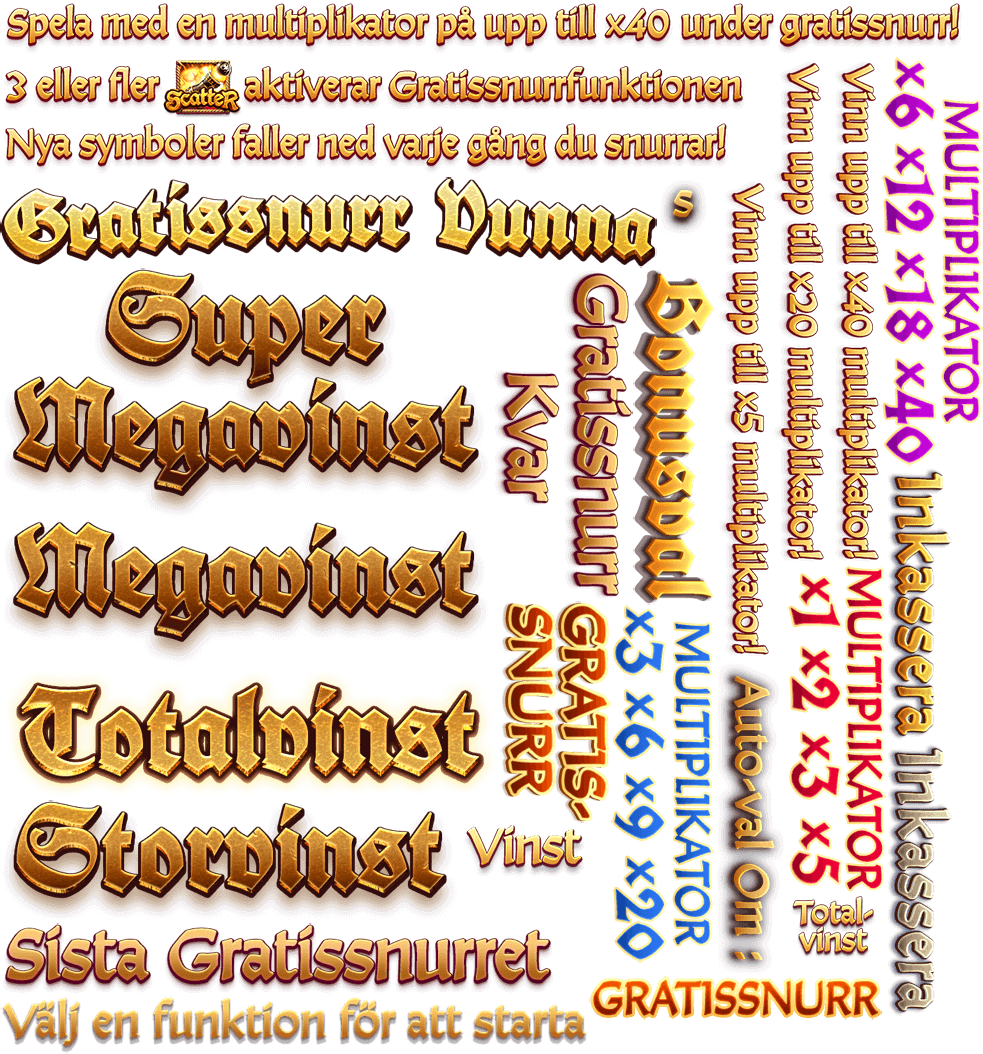 Spela med en multiplikator på upp till x40 under gratissnurr!
3 eller fler SCATTER aktiverar Gratissnurrfunktionen
Nya symboler faller ned varje gång du snurrar!
Gratissnurr Vunna
s
Super
Megavinst
Megavinst
Totalvinst
Storvinst
Vinst
Sista Gratissnurret
Välj en funktion för att starta
Kvar
Gratissnurr
Bonusval
GRATIS-
SNURR
MULTIPLIKATOR
x3 x6 x9 x20
Vinn upp till x5 multiplikator!
Auto-val Om :
Vinn upp till x20 multiplikator!
Vinn upp till x40 multiplikator!
MULTIPLIKATOR
x1 x2 x3 x5
MULTIPLIKATOR
x6 x12 x18 x40
Inkassera
Inkassera
Total-
vinst
GRATISSNURR